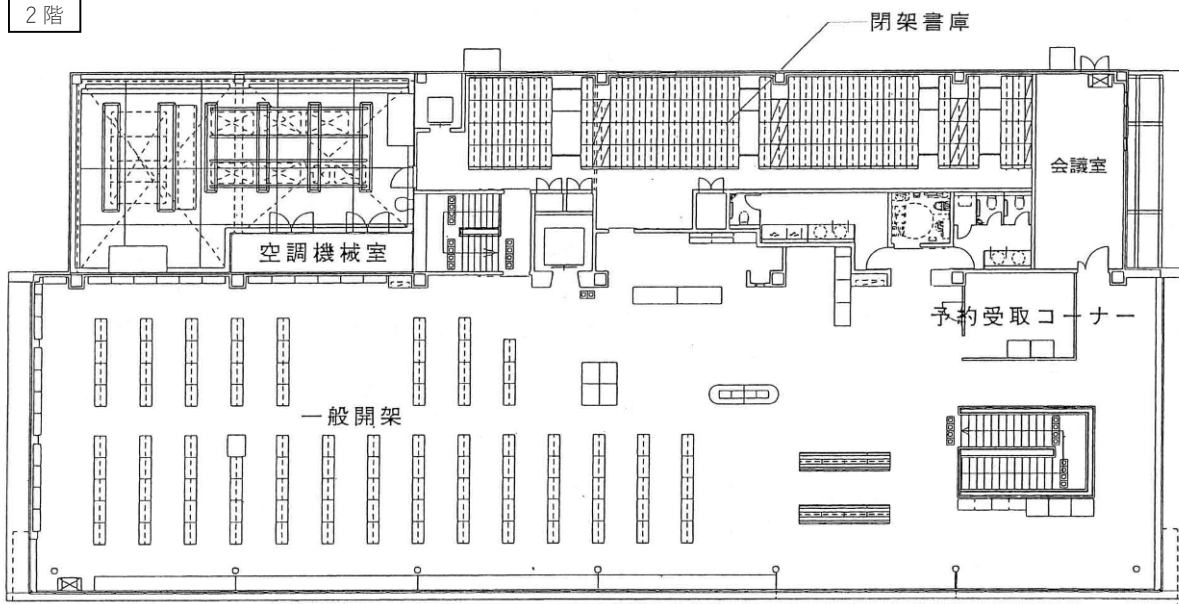 ２階
閉架書庫
会議室
空調機械室
予約受取コーナー
一般開架